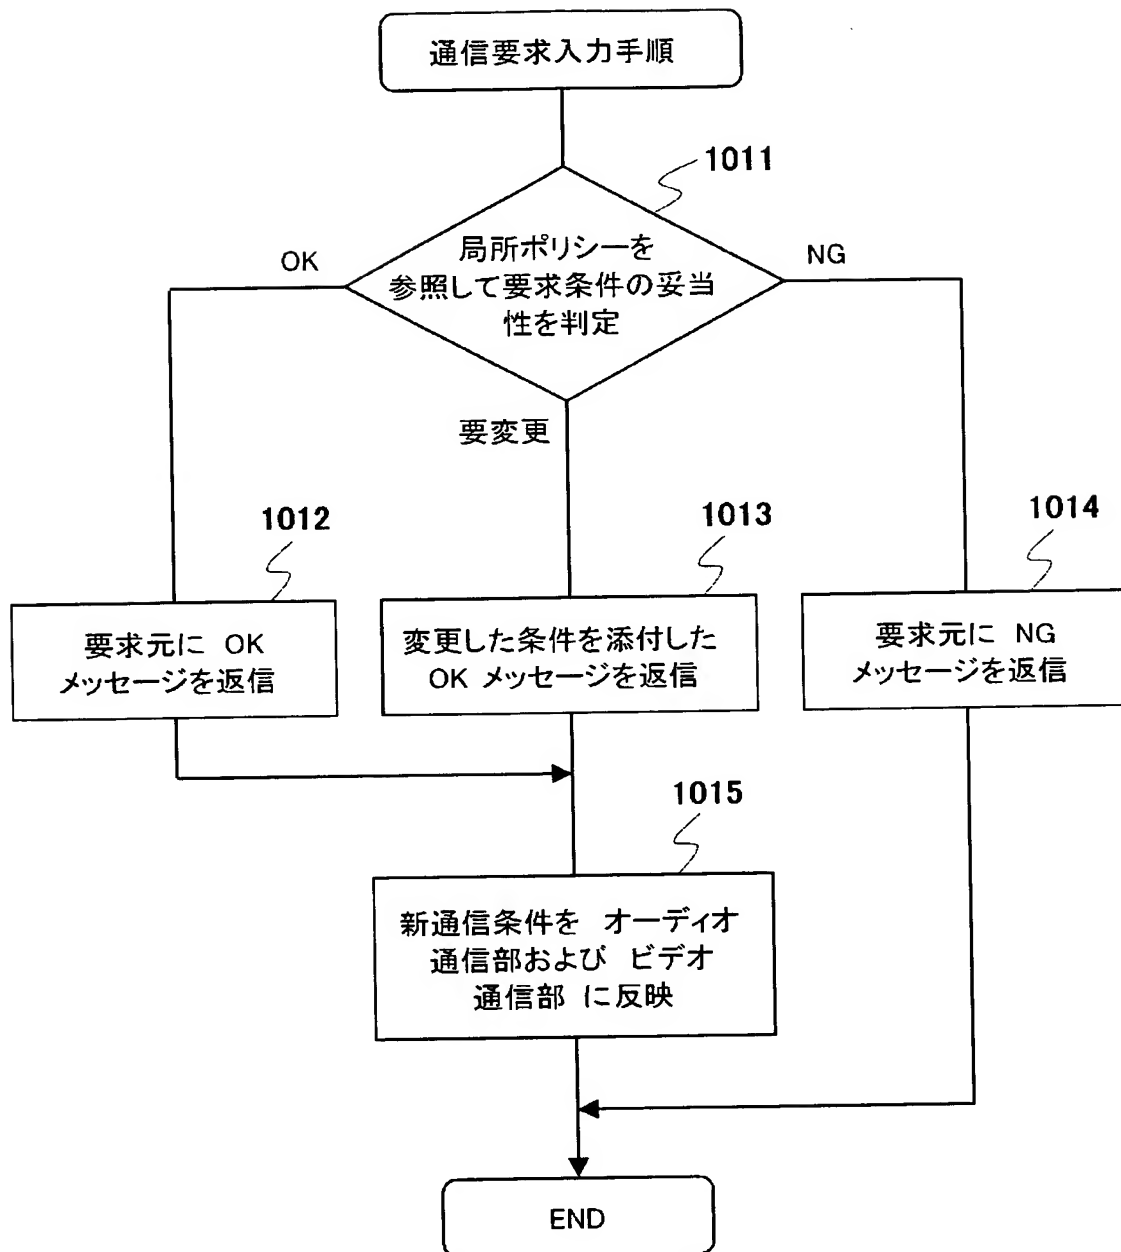 通信要求入力手順
1011
局所ポリシーを
参照して要求条件の妥当
性を判定
OK
NG
要変更
1012
1013
1014
要求元に OK
メッセージを返信
変更した条件を添付した
OK メッセージを返信
要求元に NG
メッセージを返信
1015
新通信条件を オーディオ
通信部および ビデオ
通信部 に反映
END